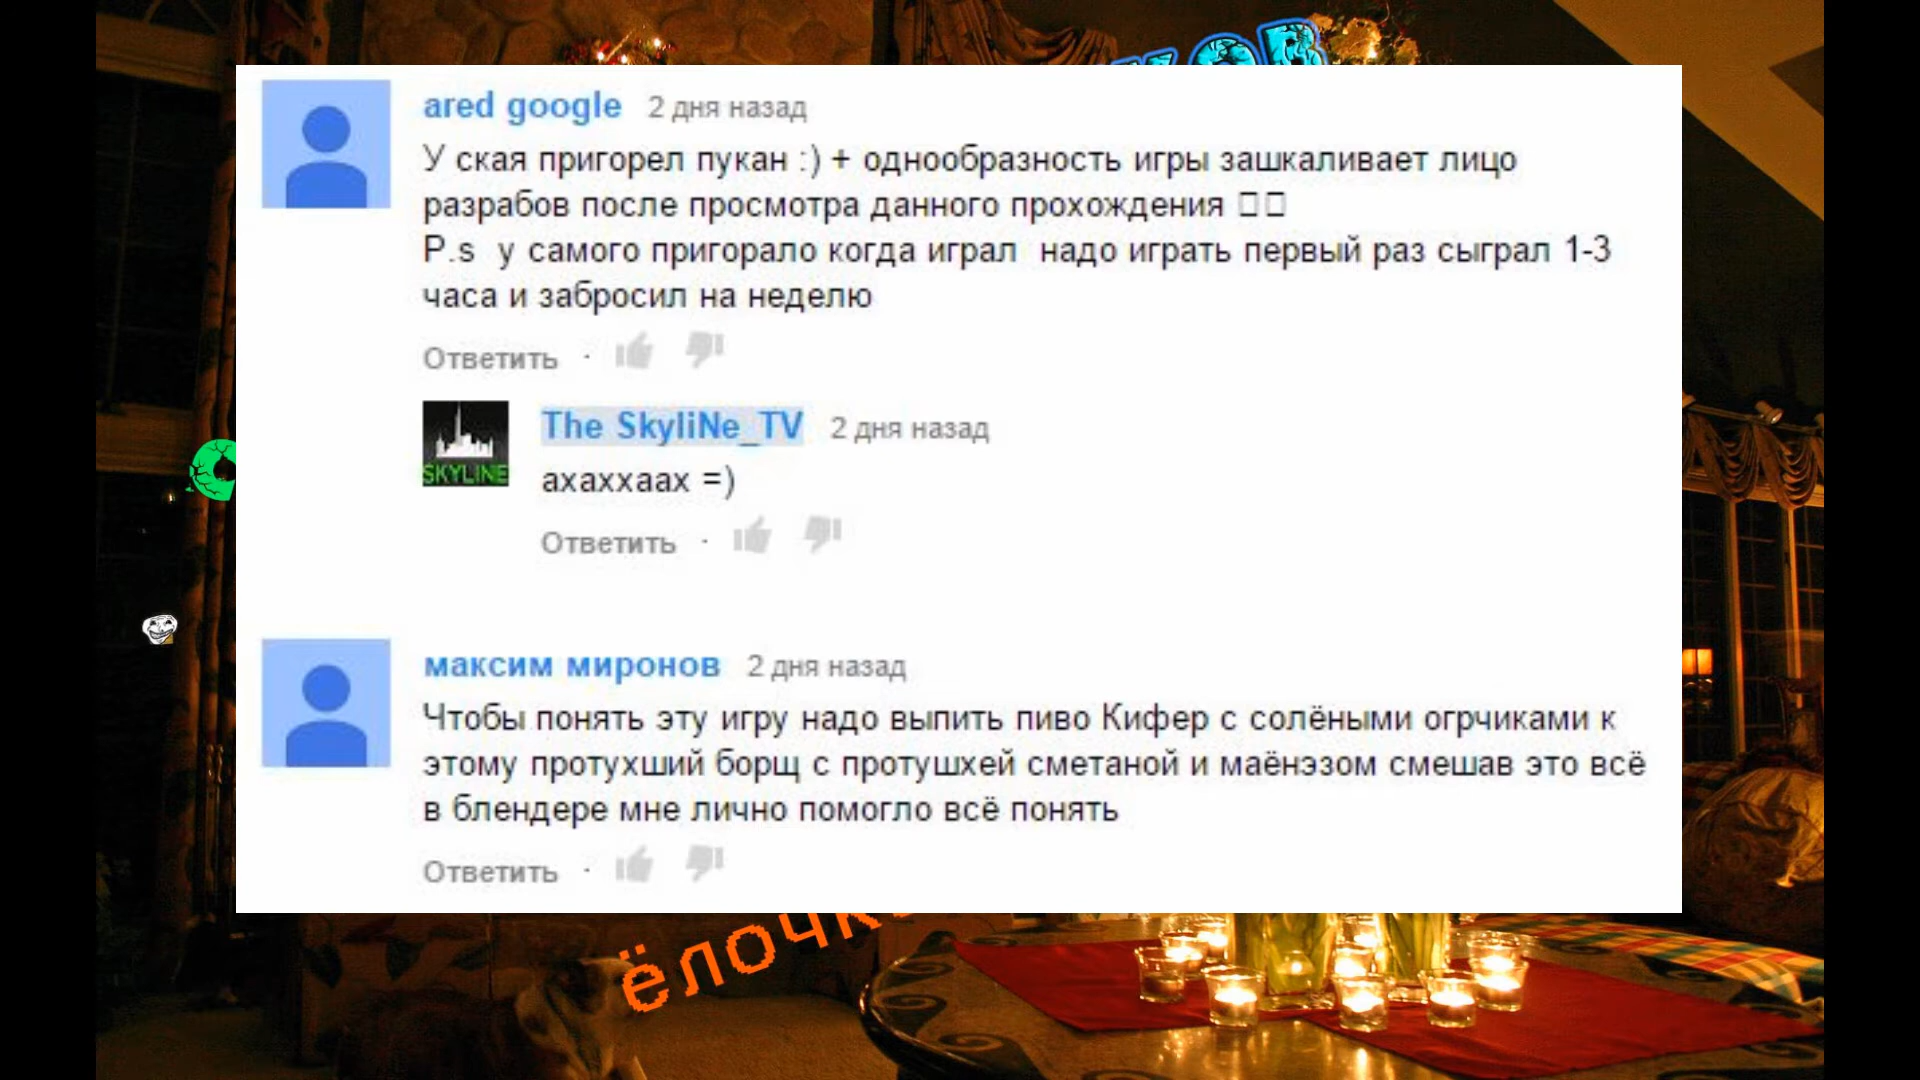 ared google 2 дня назад
У ская пригорел пукан :) + однообразность игры зашкаливает лицо
разрабов после просмотра данного прохождения
P.s у самого пригорало когда играл надо играть первый раз сыграл 1-3
часа и забросил на неделю
Ответить ·
The SkyliNe_TV 2 дня назад
SKYLINE
ахаххаах =)
Ответить ·
максим миронов 2 дня назад
Чтобы понять эту игру надо выпить пиво Кифер с солёными огрчиками к
этому протухший борщ с протушхей сметаной и маёнэзом смешав это всё
в блендере мне лично помогло всё понять
Ответить ·
ёлочк